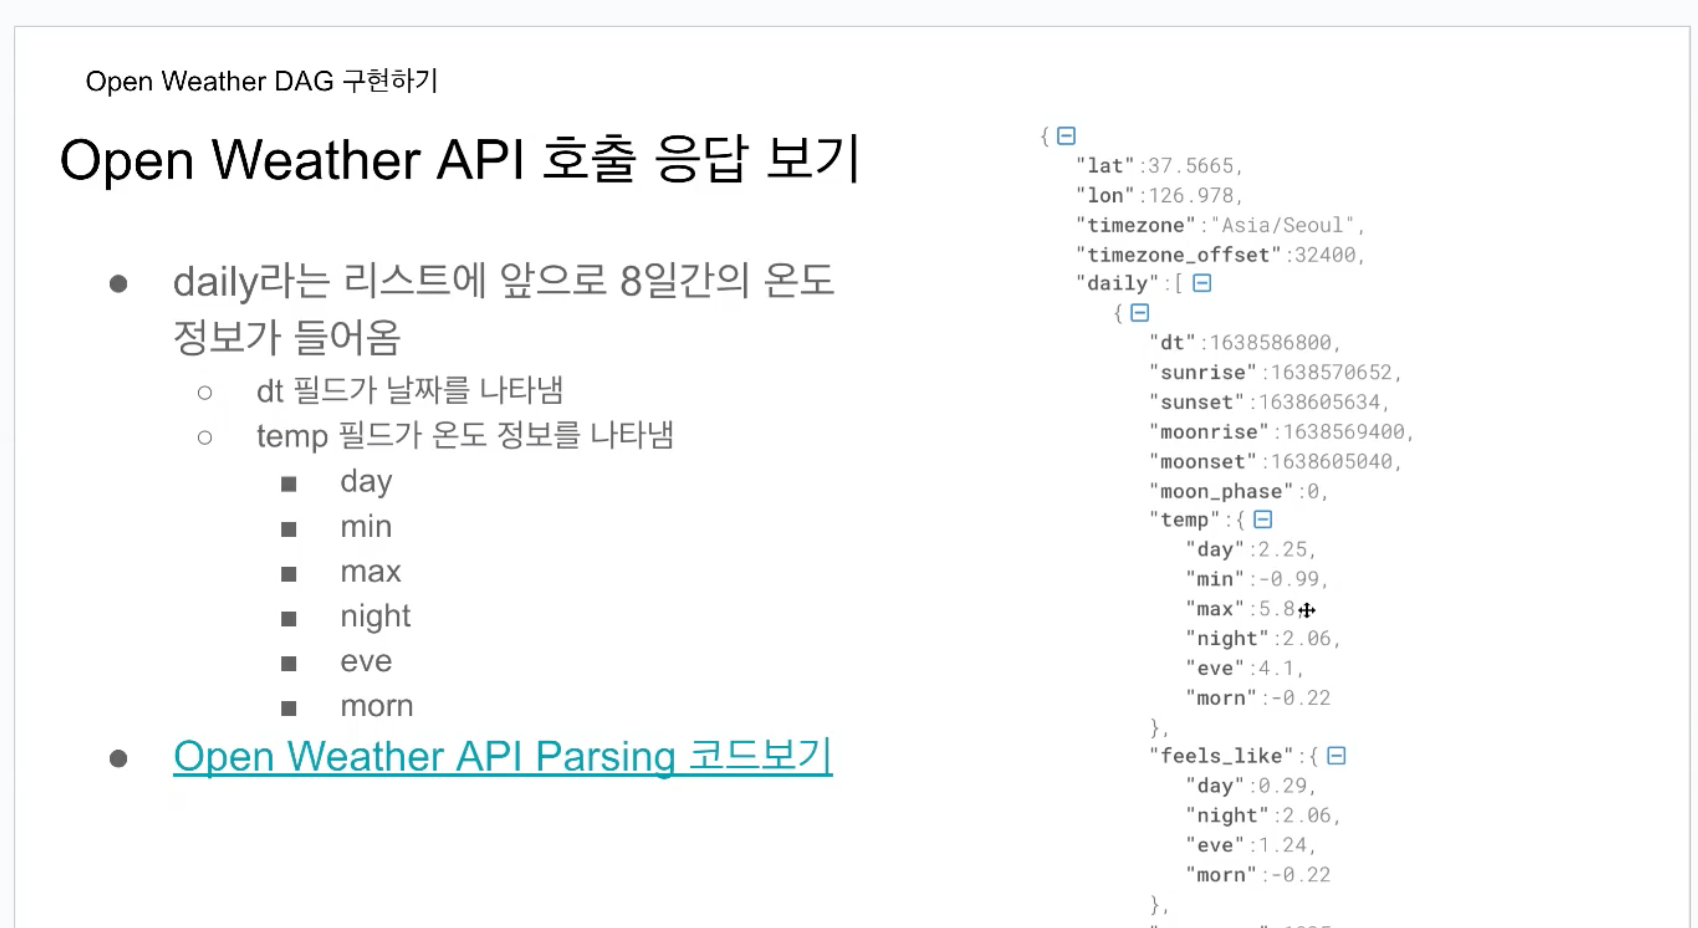 Open Weather DAG 구현하기
Open Weather API 호출 응답 보기
daily라는 리스트에 앞으로 8일간의 온도
정보가 들어옴
dt 필드가 날짜를 나타냄
temp 필드가 온도 정보를 나타냄
day
min
max
night
eve
morn
Open Weather API Parsing 코드보기
{
"lat":37.5665,
"lon":126.978,
"timezone":"Asia/Seoul",
"timezone_offset":32400,
"daily":[
{
"dt":1638586800,
"sunrise":1638570652,
"sunset":1638605634,
"moonrise":1638569400,
"moonset":1638605040,
"moon_phase":0,
"temp":{
"day":2.25,
"min":-0.99,
"max":5.8
"night":2.06,
"eve":4.1,
"morn":-0.22
},
"feels_like":{
"day":0.29,
"night":2.06,
"eve":1.24,
"morn":-0.22
},